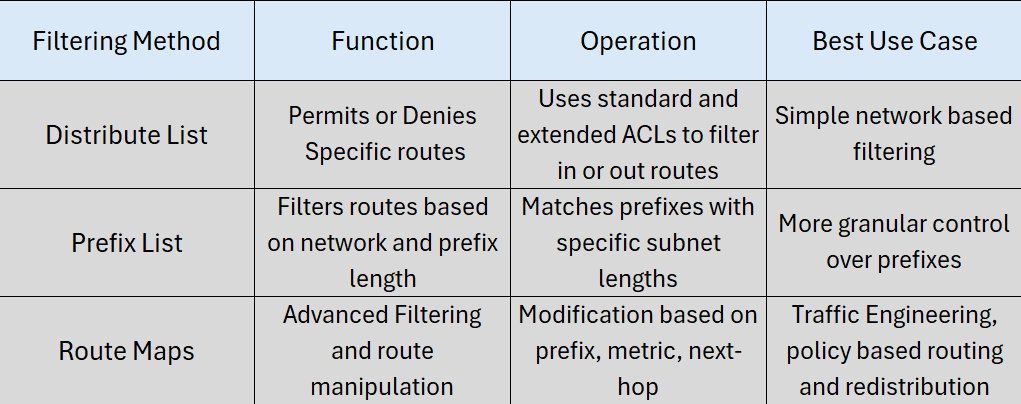 Filtering Method
Function
Operation
Best Use Case
Distribute List
Permits or Denies
Specific routes
Uses standard and
extended ACLs to filter
in or out routes
Simple network based
filtering
Prefix List
Filters routes based
on network and prefix
length
Matches prefixes with
specific subnet
lengths
More granular control
over prefixes
Route Maps
Advanced Filtering
and route
manipulation
Modification based on
prefix, metric, next-
hop
Traffic Engineering,
policy based routing
and redistribution